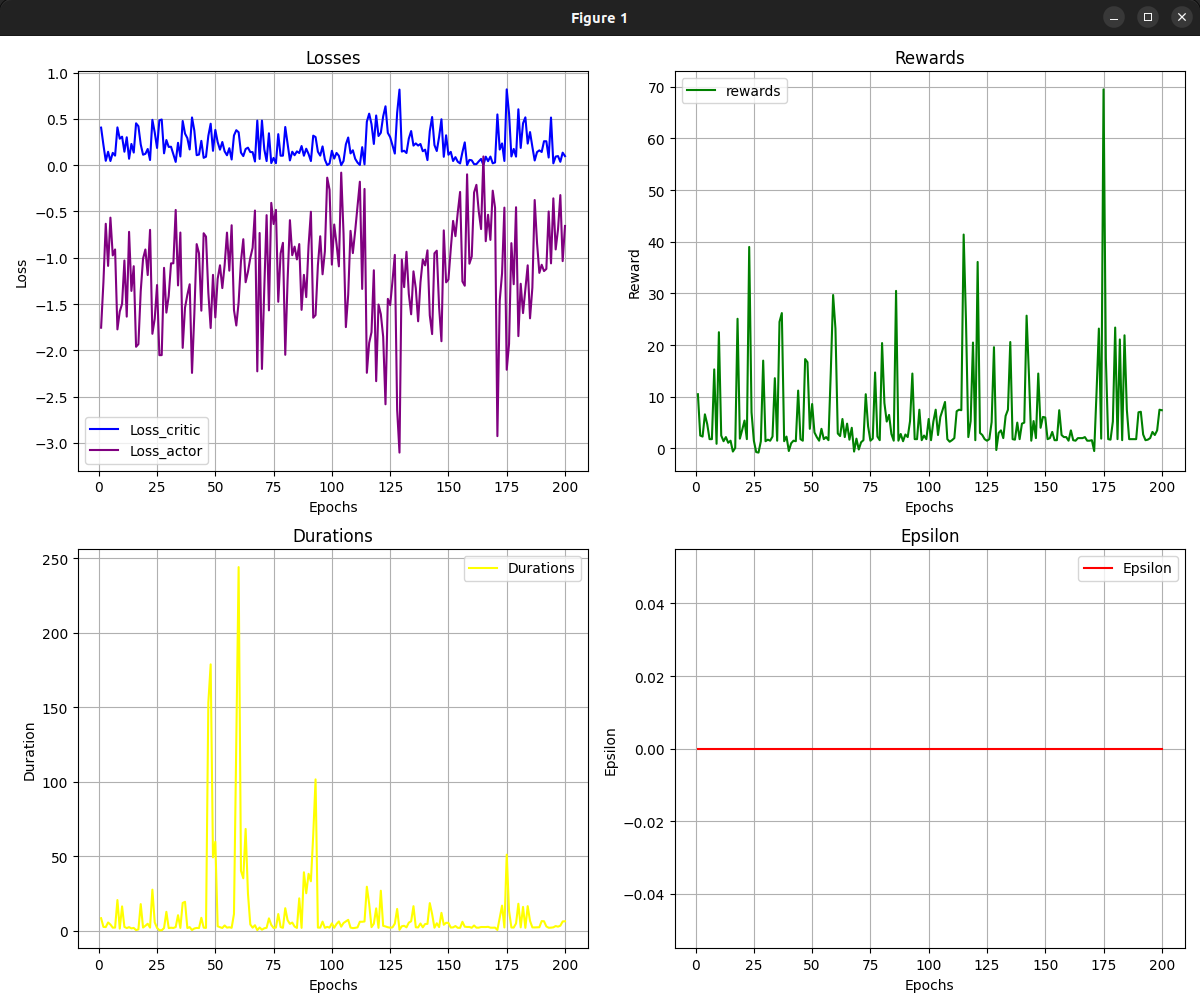 Figure 1
Losses
1.0
0.5
0.0
−0.5
−1.0
−1.5
−2.0
−2.5
−3.0
Loss
Loss_critic
Loss_actor
0 25 50 75 100 125 150 175 200
Epochs
Rewards
rewards
70
60
50
40
30
20
10
0
Reward
0 25 50 75 100 125 150 175 200
Epochs
Durations
Durations
250
200
150
100
50
0
Duration
0 25 50 75 100 125 150 175 200
Epochs
Epsilon
Epsilon
0.04
0.02
0.00
−0.02
−0.04
Epsilon
0 25 50 75 100 125 150 175 200
Epochs